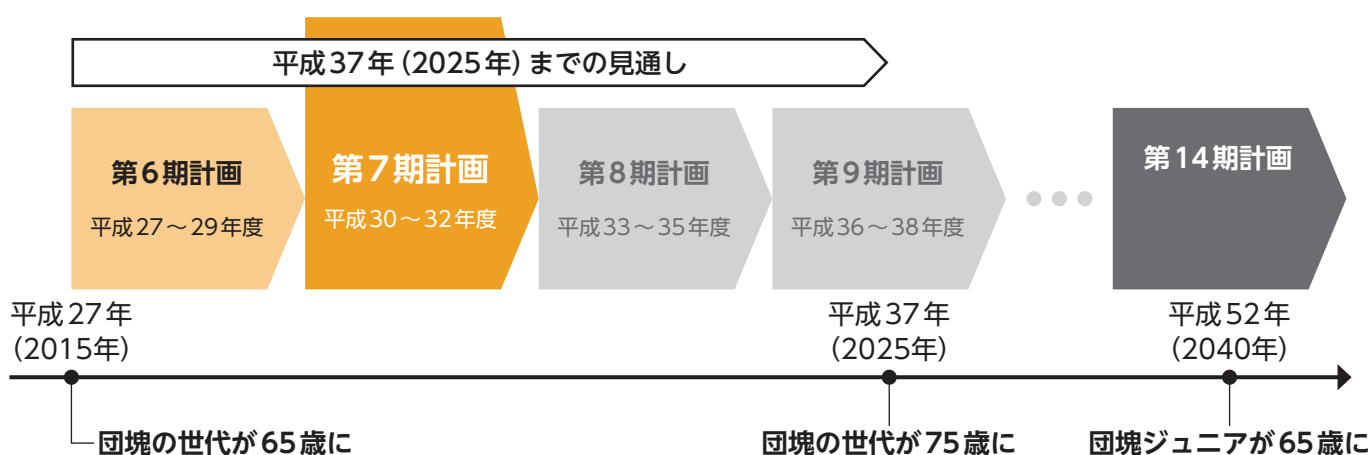 平成37年(2025年)までの見通し
第6期計画
平成27～29年度
第7期計画
平成30～32年度
第8期計画
平成33～35年度
第9期計画
平成36～38年度
第14期計画
平成27年
(2015年)
平成37年
(2025年)
平成52年
(2040年)
団塊の世代が65歳に
団塊の世代が75歳に
団塊ジュニアが65歳に